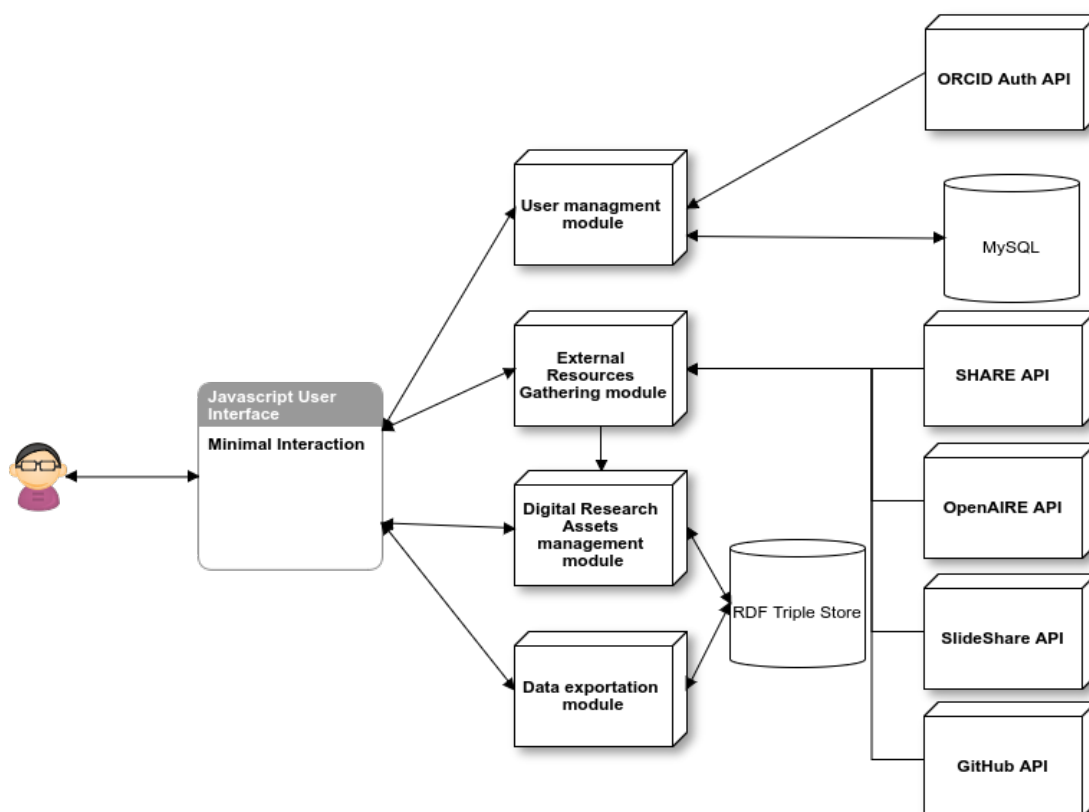 ORCID Auth API
User managment
module
MySQL
External
Resources
Gathering module
SHARE API
Javascript User
Interface
Minimal Interaction
Digital Research
Assets
management
module
OpenAIRE API
RDF Triple Store
SlideShare API
Data exportation
module
GitHub API